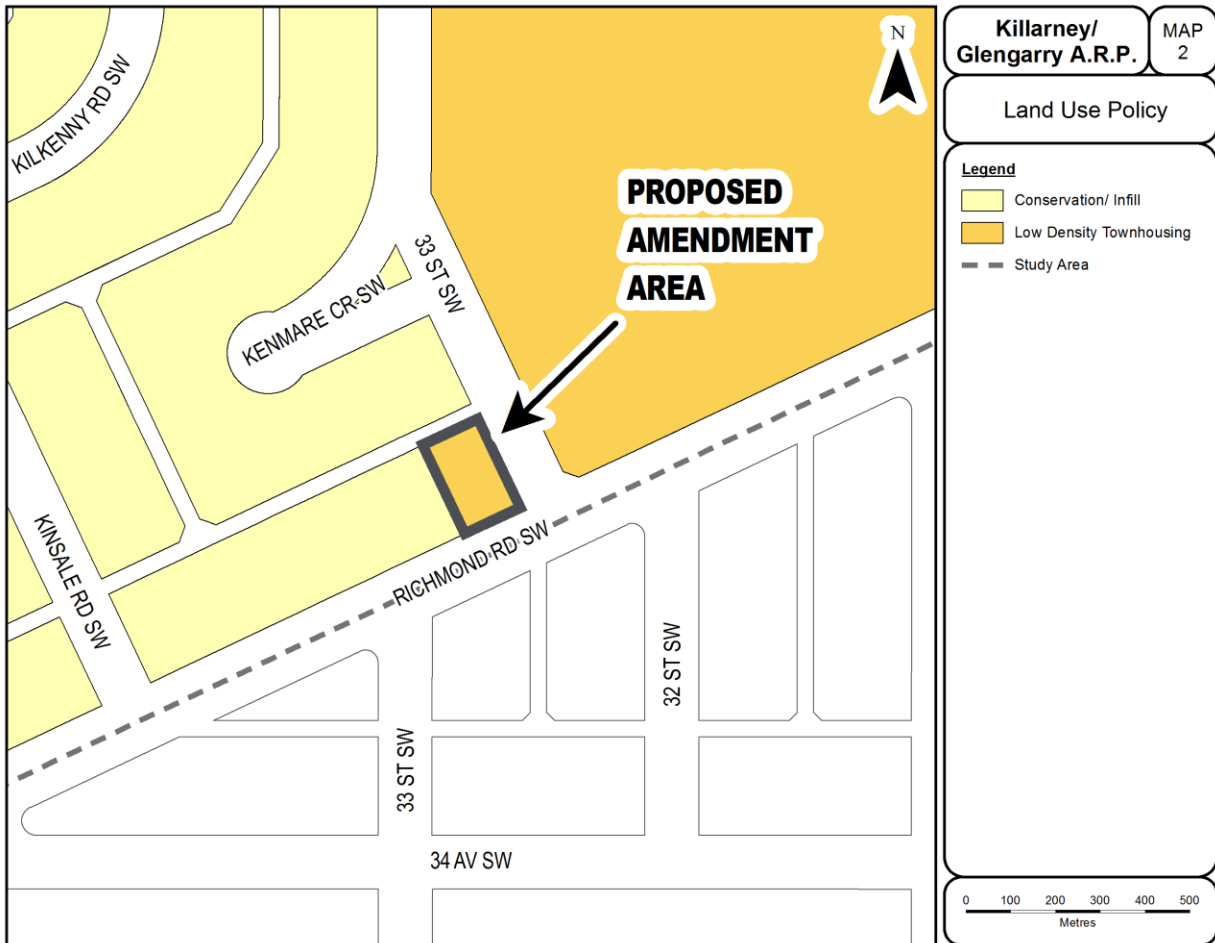 Killarney/
Glengarry A.R.P.
MAP
2
Land Use Policy
Legend
Conservation/ Infill
Low Density Townhousing
Study Area
N
KILKENNY RD SW
PROPOSED
AMENDMENT
AREA
33 ST SW
KENMARE CR SW
KINSALE RD SW
RICHMOND RD SW
32 ST SW
33 ST SW
34 AV SW
0 100 200 300 400 500
Metres